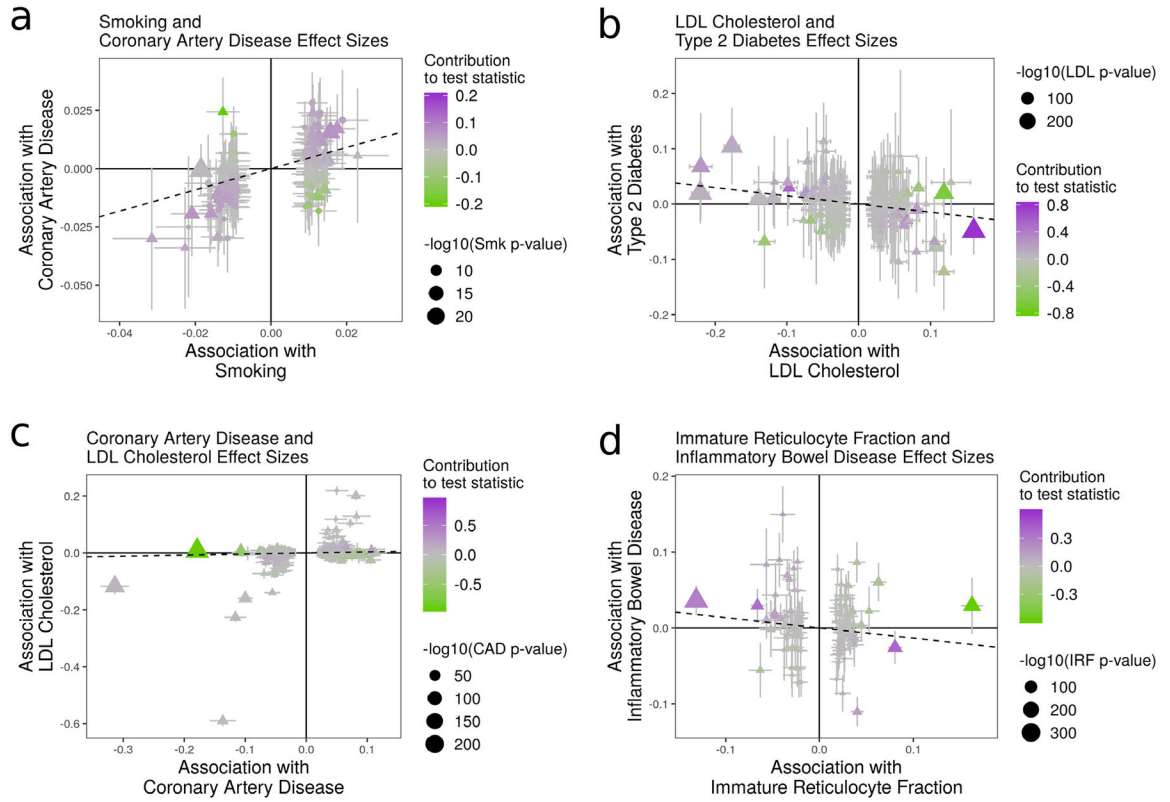 a
Smoking and
Coronary Artery Disease Effect Sizes
Association with
Coronary Artery Disease
0.025
0.000
-0.025
-0.050
-0.04
-0.02
0.00
0.02
Association with
Smoking
Contribution
to test statistic
0.2
0.1
0.0
-0.1
-0.2
-log10(Smk p-value)
10
15
20
b
LDL Cholesterol and
Type 2 Diabetes Effect Sizes
Association with
Type 2 Diabetes
0.2
0.1
0.0
-0.1
-0.2
-0.2
-0.1
0.0
0.1
Association with
LDL Cholesterol
-log10(LDL p-value)
100
200
Contribution
to test statistic
0.8
0.4
0.0
-0.4
-0.8
c
Coronary Artery Disease and
LDL Cholesterol Effect Sizes
Association with
LDL Cholesterol
0.2
0.0
-0.2
-0.4
-0.6
-0.3
-0.2
-0.1
0.0
0.1
Association with
Coronary Artery Disease
Contribution
to test statistic
0.5
0.0
-0.5
-log10(CAD p-value)
50
100
150
200
d
Immature Reticulocyte Fraction and
Inflammatory Bowel Disease Effect Sizes
Association with
Inflammatory Bowel Disease
0.2
0.1
0.0
-0.1
-0.1
0.0
0.1
Association with
Immature Reticulocyte Fraction
Contribution
to test statistic
0.3
0.0
-0.3
-log10(IRF p-value)
100
200
300